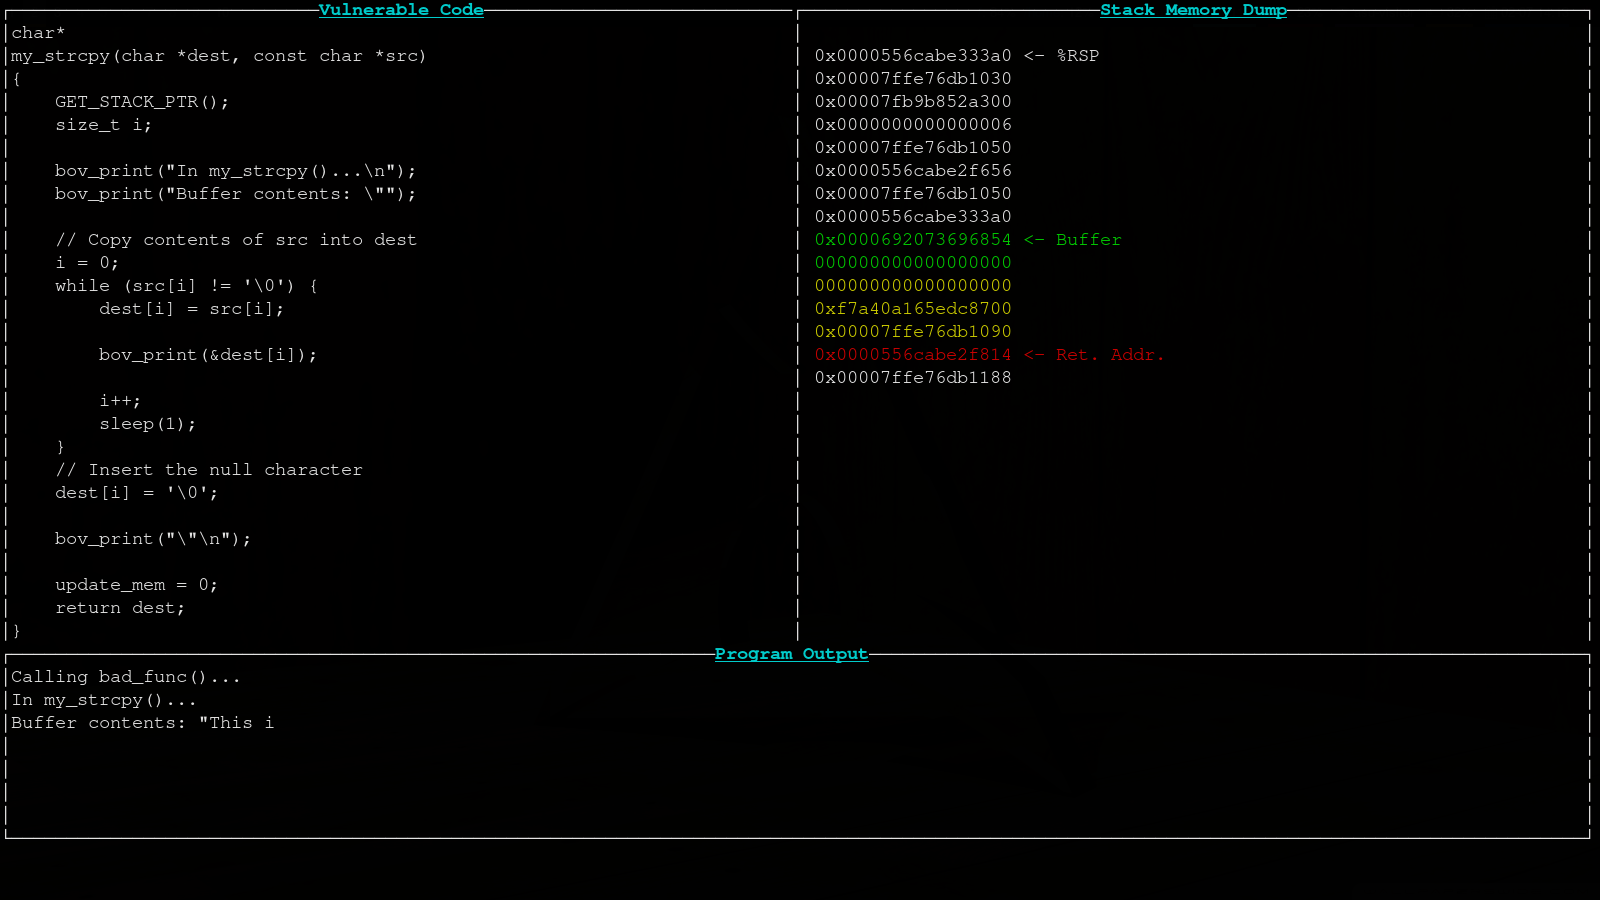 Vulnerable Code
char*
my_strcpy(char *dest, const char *src)
{
    GET_STACK_PTR();
    size_t i;

    bov_print("In my_strcpy()...\n");
    bov_print("Buffer contents: \"");

    // Copy contents of src into dest
    i = 0;
    while (src[i] != '\0') {
        dest[i] = src[i];

        bov_print(&dest[i]);

        i++;
        sleep(1);
    }
    // Insert the null character
    dest[i] = '\0';

    bov_print("\"\n");

    update_mem = 0;
    return dest;
}
Stack Memory Dump
0x0000556cabe333a0 <- %RSP
0x00007ffe76db1030
0x00007fb9b852a300
0x0000000000000006
0x00007ffe76db1050
0x0000556cabe2f656
0x00007ffe76db1050
0x0000556cabe333a0
0x0000692073696854 <- Buffer
000000000000000000
000000000000000000
0xf7a40a165edc8700
0x00007ffe76db1090
0x0000556cabe2f814 <- Ret. Addr.
0x00007ffe76db1188
Program Output
Calling bad_func()...
In my_strcpy()...
Buffer contents: "This i